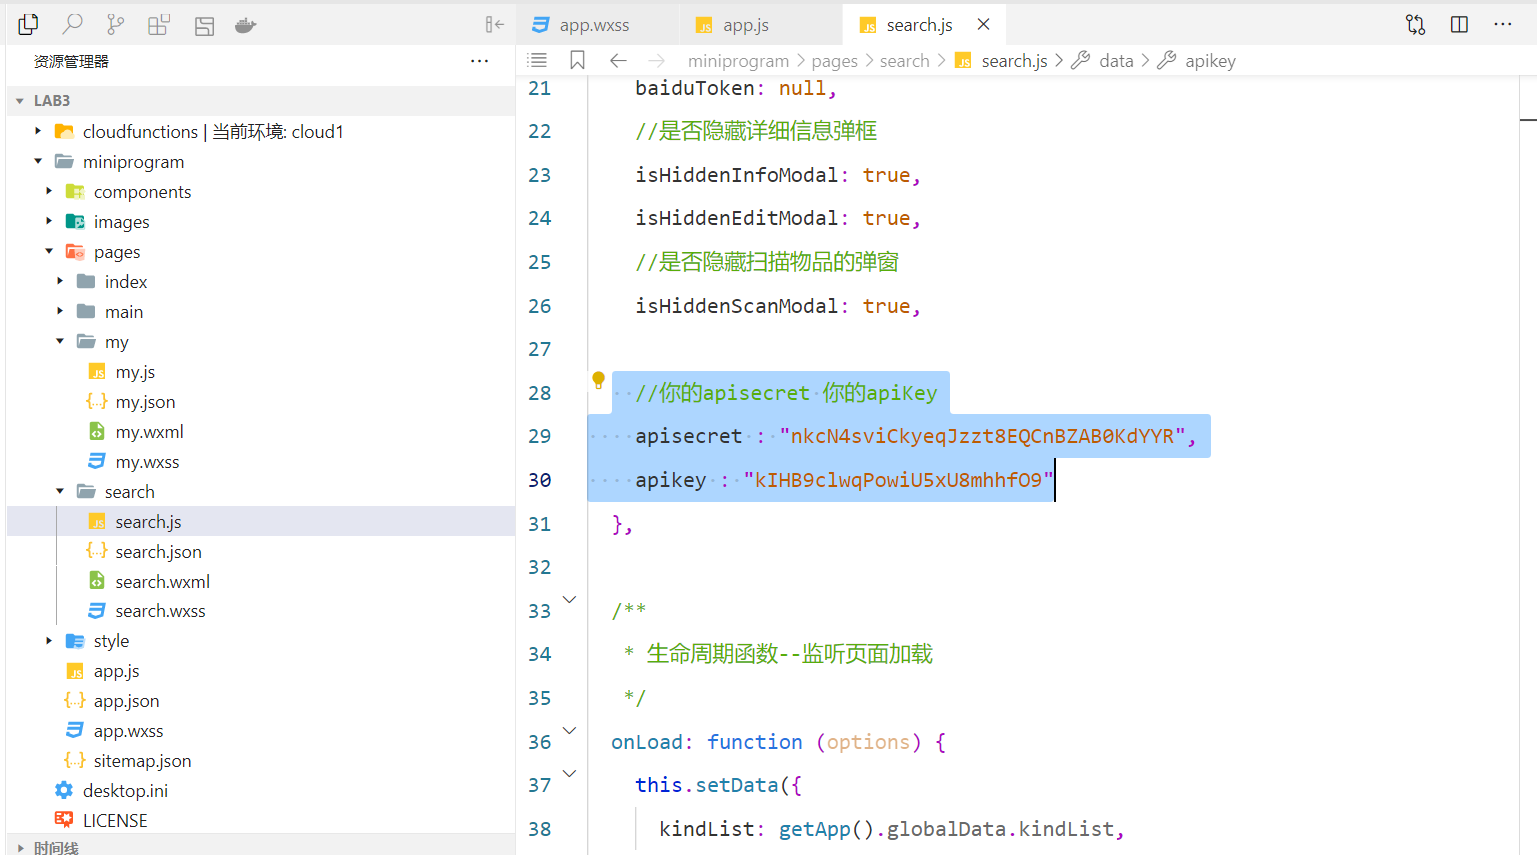 app.wxss
app.js
search.js
资源管理器
miniprogram > pages > search > search.js > data > apikey
LAB3
cloudfunctions | 当前环境: cloud1
miniprogram
components
images
pages
index
main
my
my.js
my.json
my.wxml
my.wxss
search
search.js
search.json
search.wxml
search.wxss
style
app.js
app.json
app.wxss
sitemap.json
desktop.ini
LICENSE
时间线
21 baiduToken: null,
22 //是否隐藏详细信息弹框
23 isHiddenInfoModal: true,
24 isHiddenEditModal: true,
25 //是否隐藏扫描物品的弹窗
26 isHiddenScanModal: true,
27
28 //你的apisecret 你的apiKey
29 apisecret : "nkcN4sviCkyeqJzzt8EQCnBZAB0KdYYR",
30 apikey : "kIHB9clwqPowiU5xU8mhhfO9"
31 },
32
33 /**
34 * 生命周期函数--监听页面加载
35 */
36 onLoad: function (options) {
37 this.setData({
38 kindList: getApp().globalData.kindList,